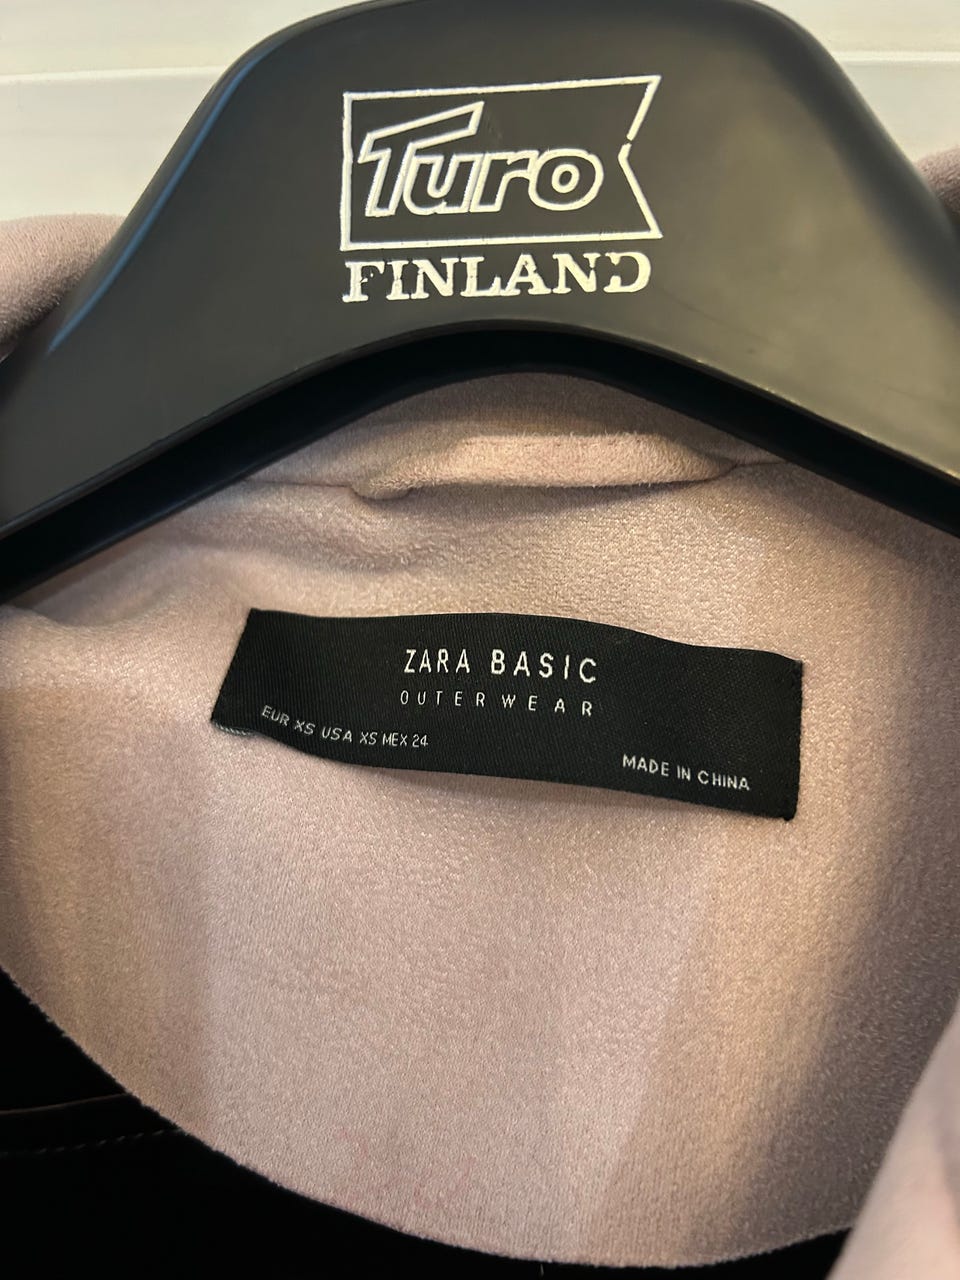 Turo
FINLAND
ZARA BASIC
OUTERWEAR
EUR XS USA XS MEX 24
MADE IN CHINA